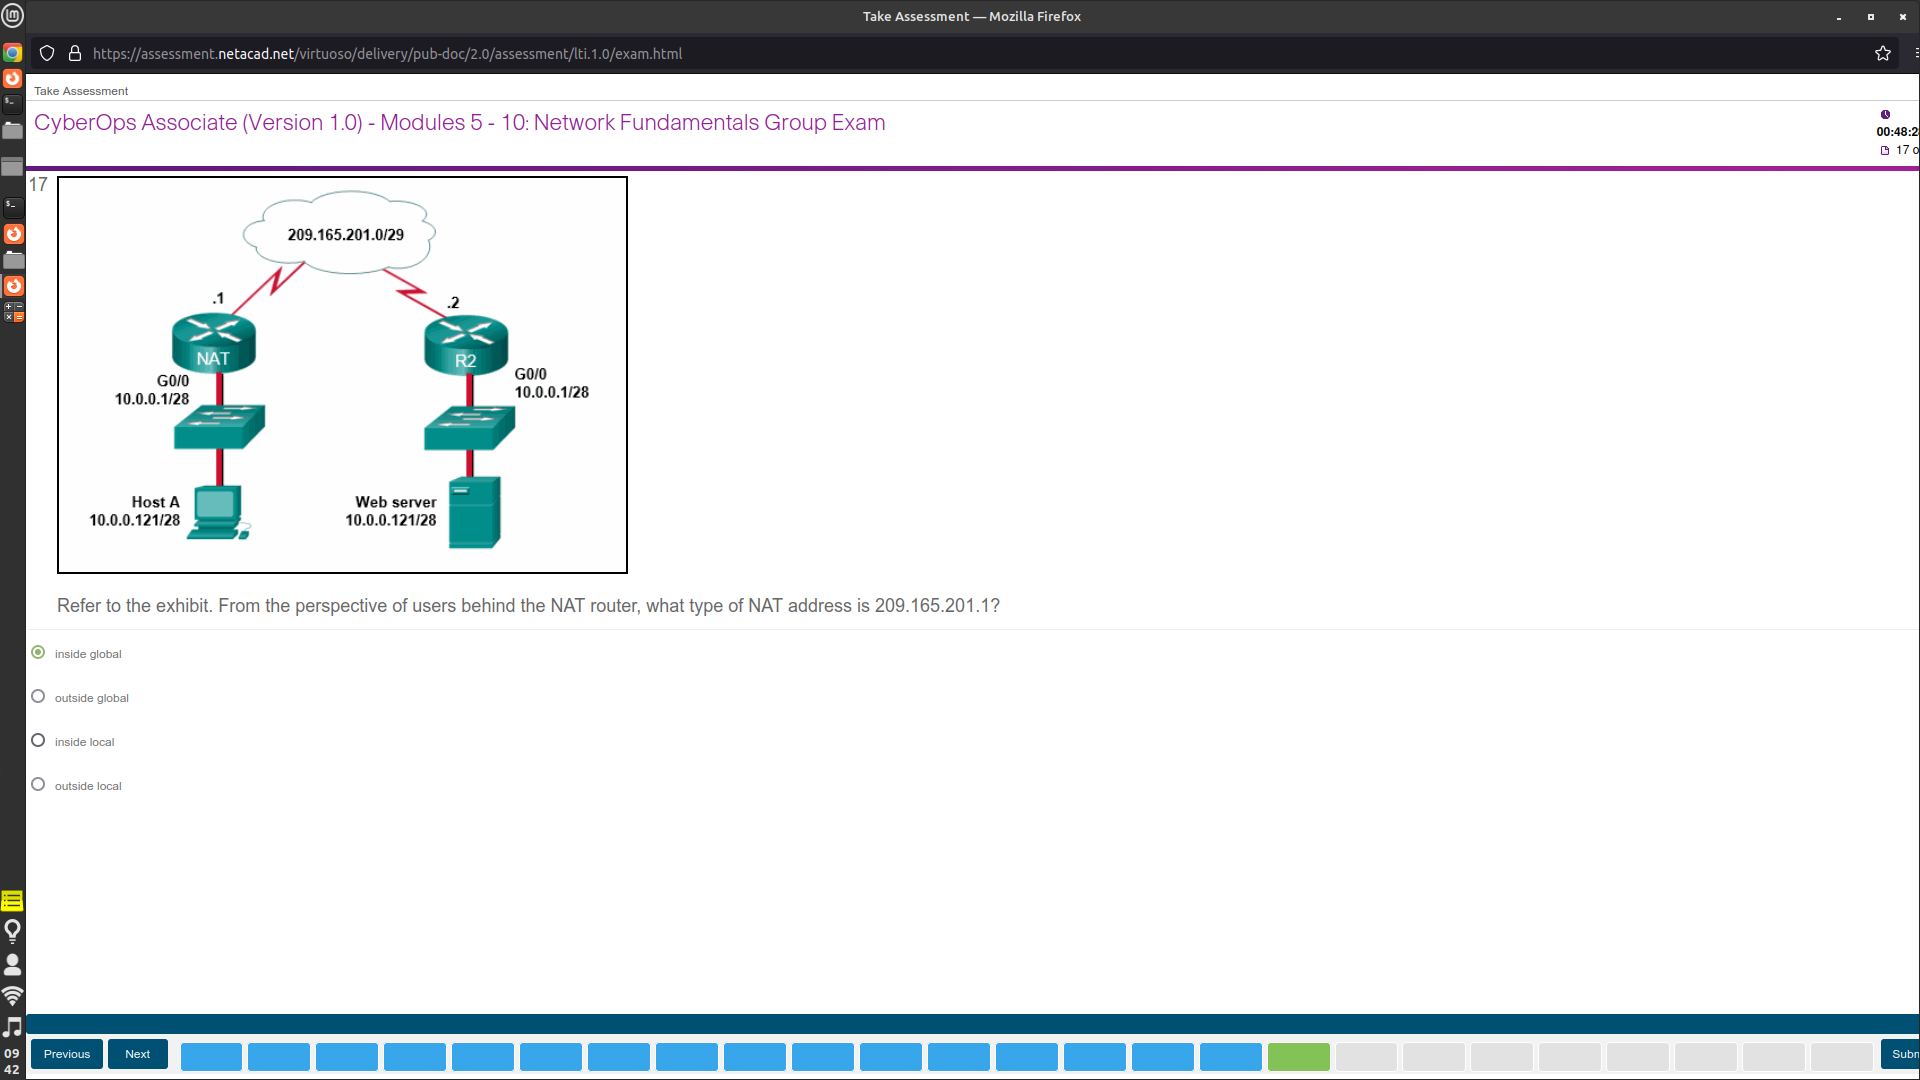 Take Assessment — Mozilla Firefox
https://assessment.netacad.net/virtuoso/delivery/pub-doc/2.0/assessment/lti.1.0/exam.html
Take Assessment
CyberOps Associate (Version 1.0) - Modules 5 - 10: Network Fundamentals Group Exam
00:48:2
17 o
17
209.165.201.0/29
.1
.2
NAT
R2
G0/0
10.0.0.1/28
G0/0
10.0.0.1/28
Host A
10.0.0.121/28
Web server
10.0.0.121/28
Refer to the exhibit. From the perspective of users behind the NAT router, what type of NAT address is 209.165.201.1?
inside global
outside global
inside local
outside local
Previous
Next
Subm
09
42